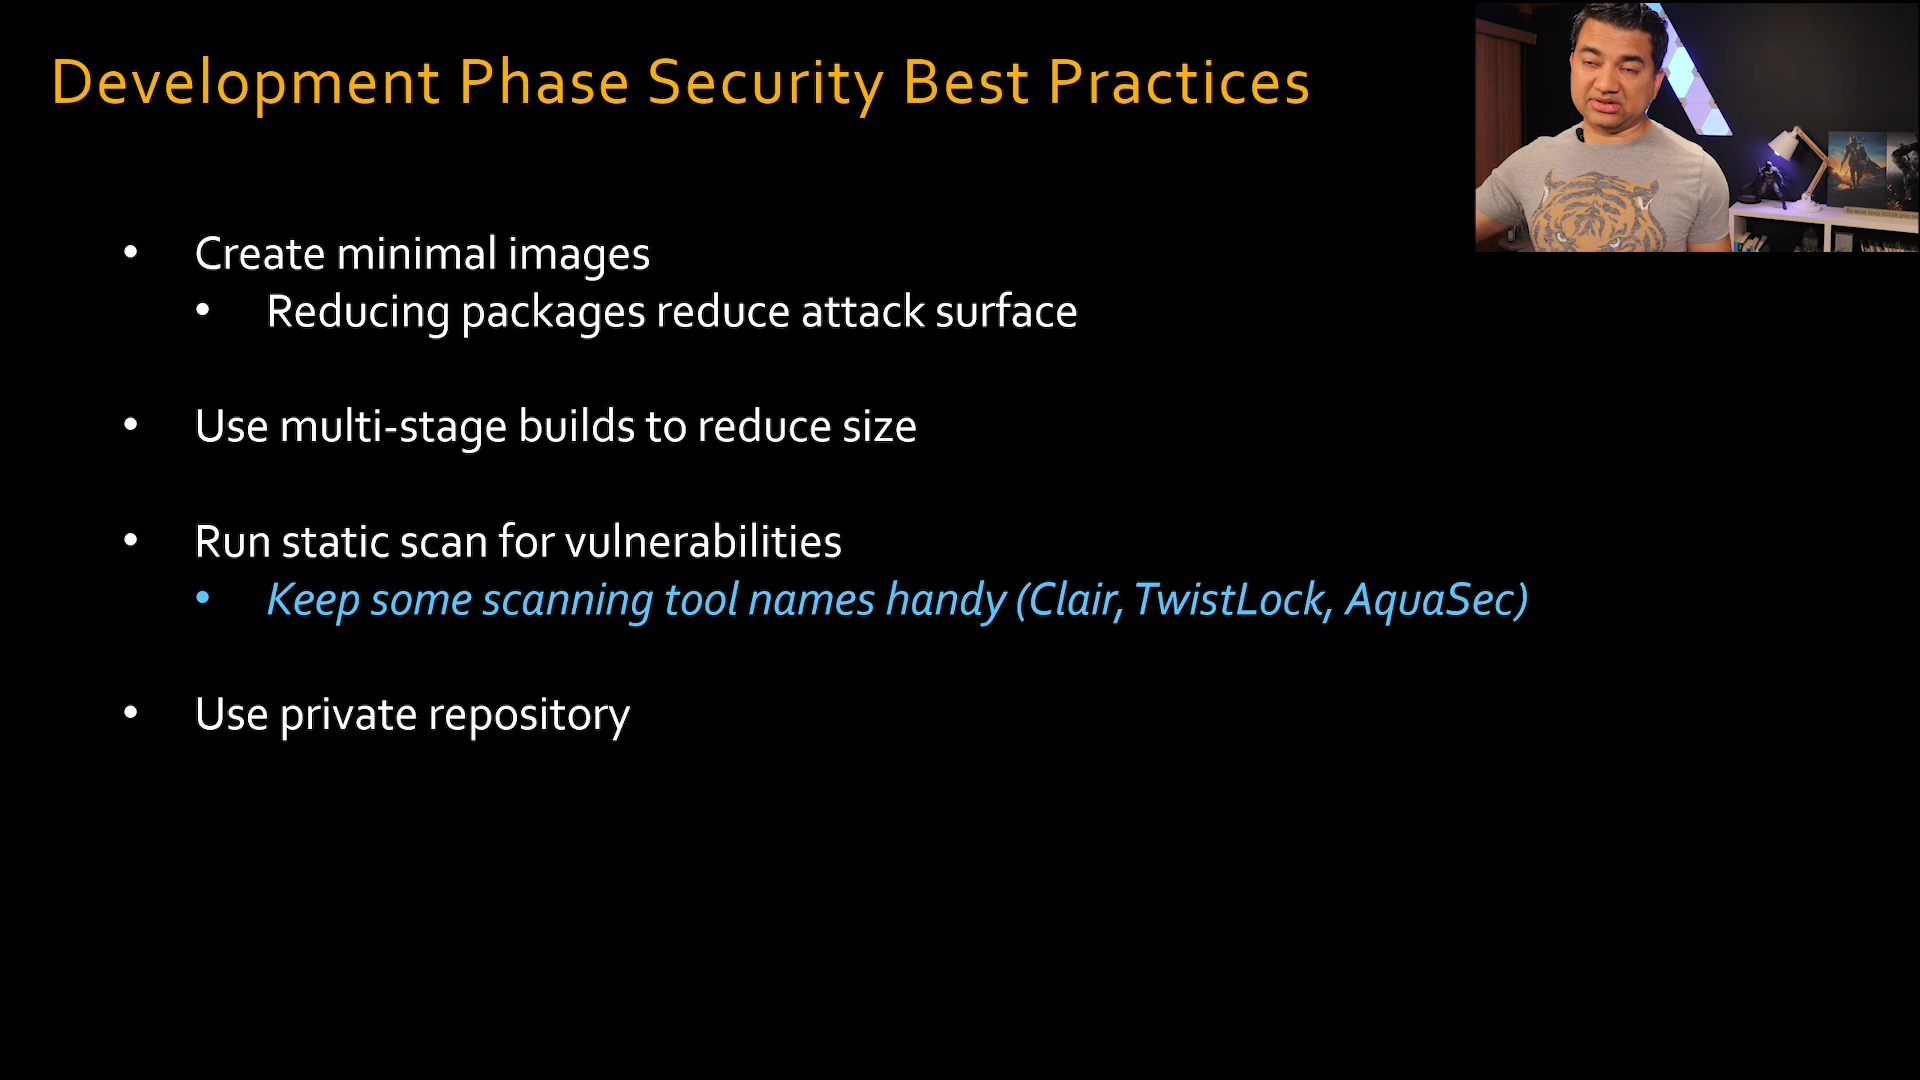 Development Phase Security Best Practices
• Create minimal images
• Reducing packages reduce attack surface
• Use multi-stage builds to reduce size
• Run static scan for vulnerabilities
• Keep some scanning tool names handy (Clair, TwistLock, AquaSec)
• Use private repository